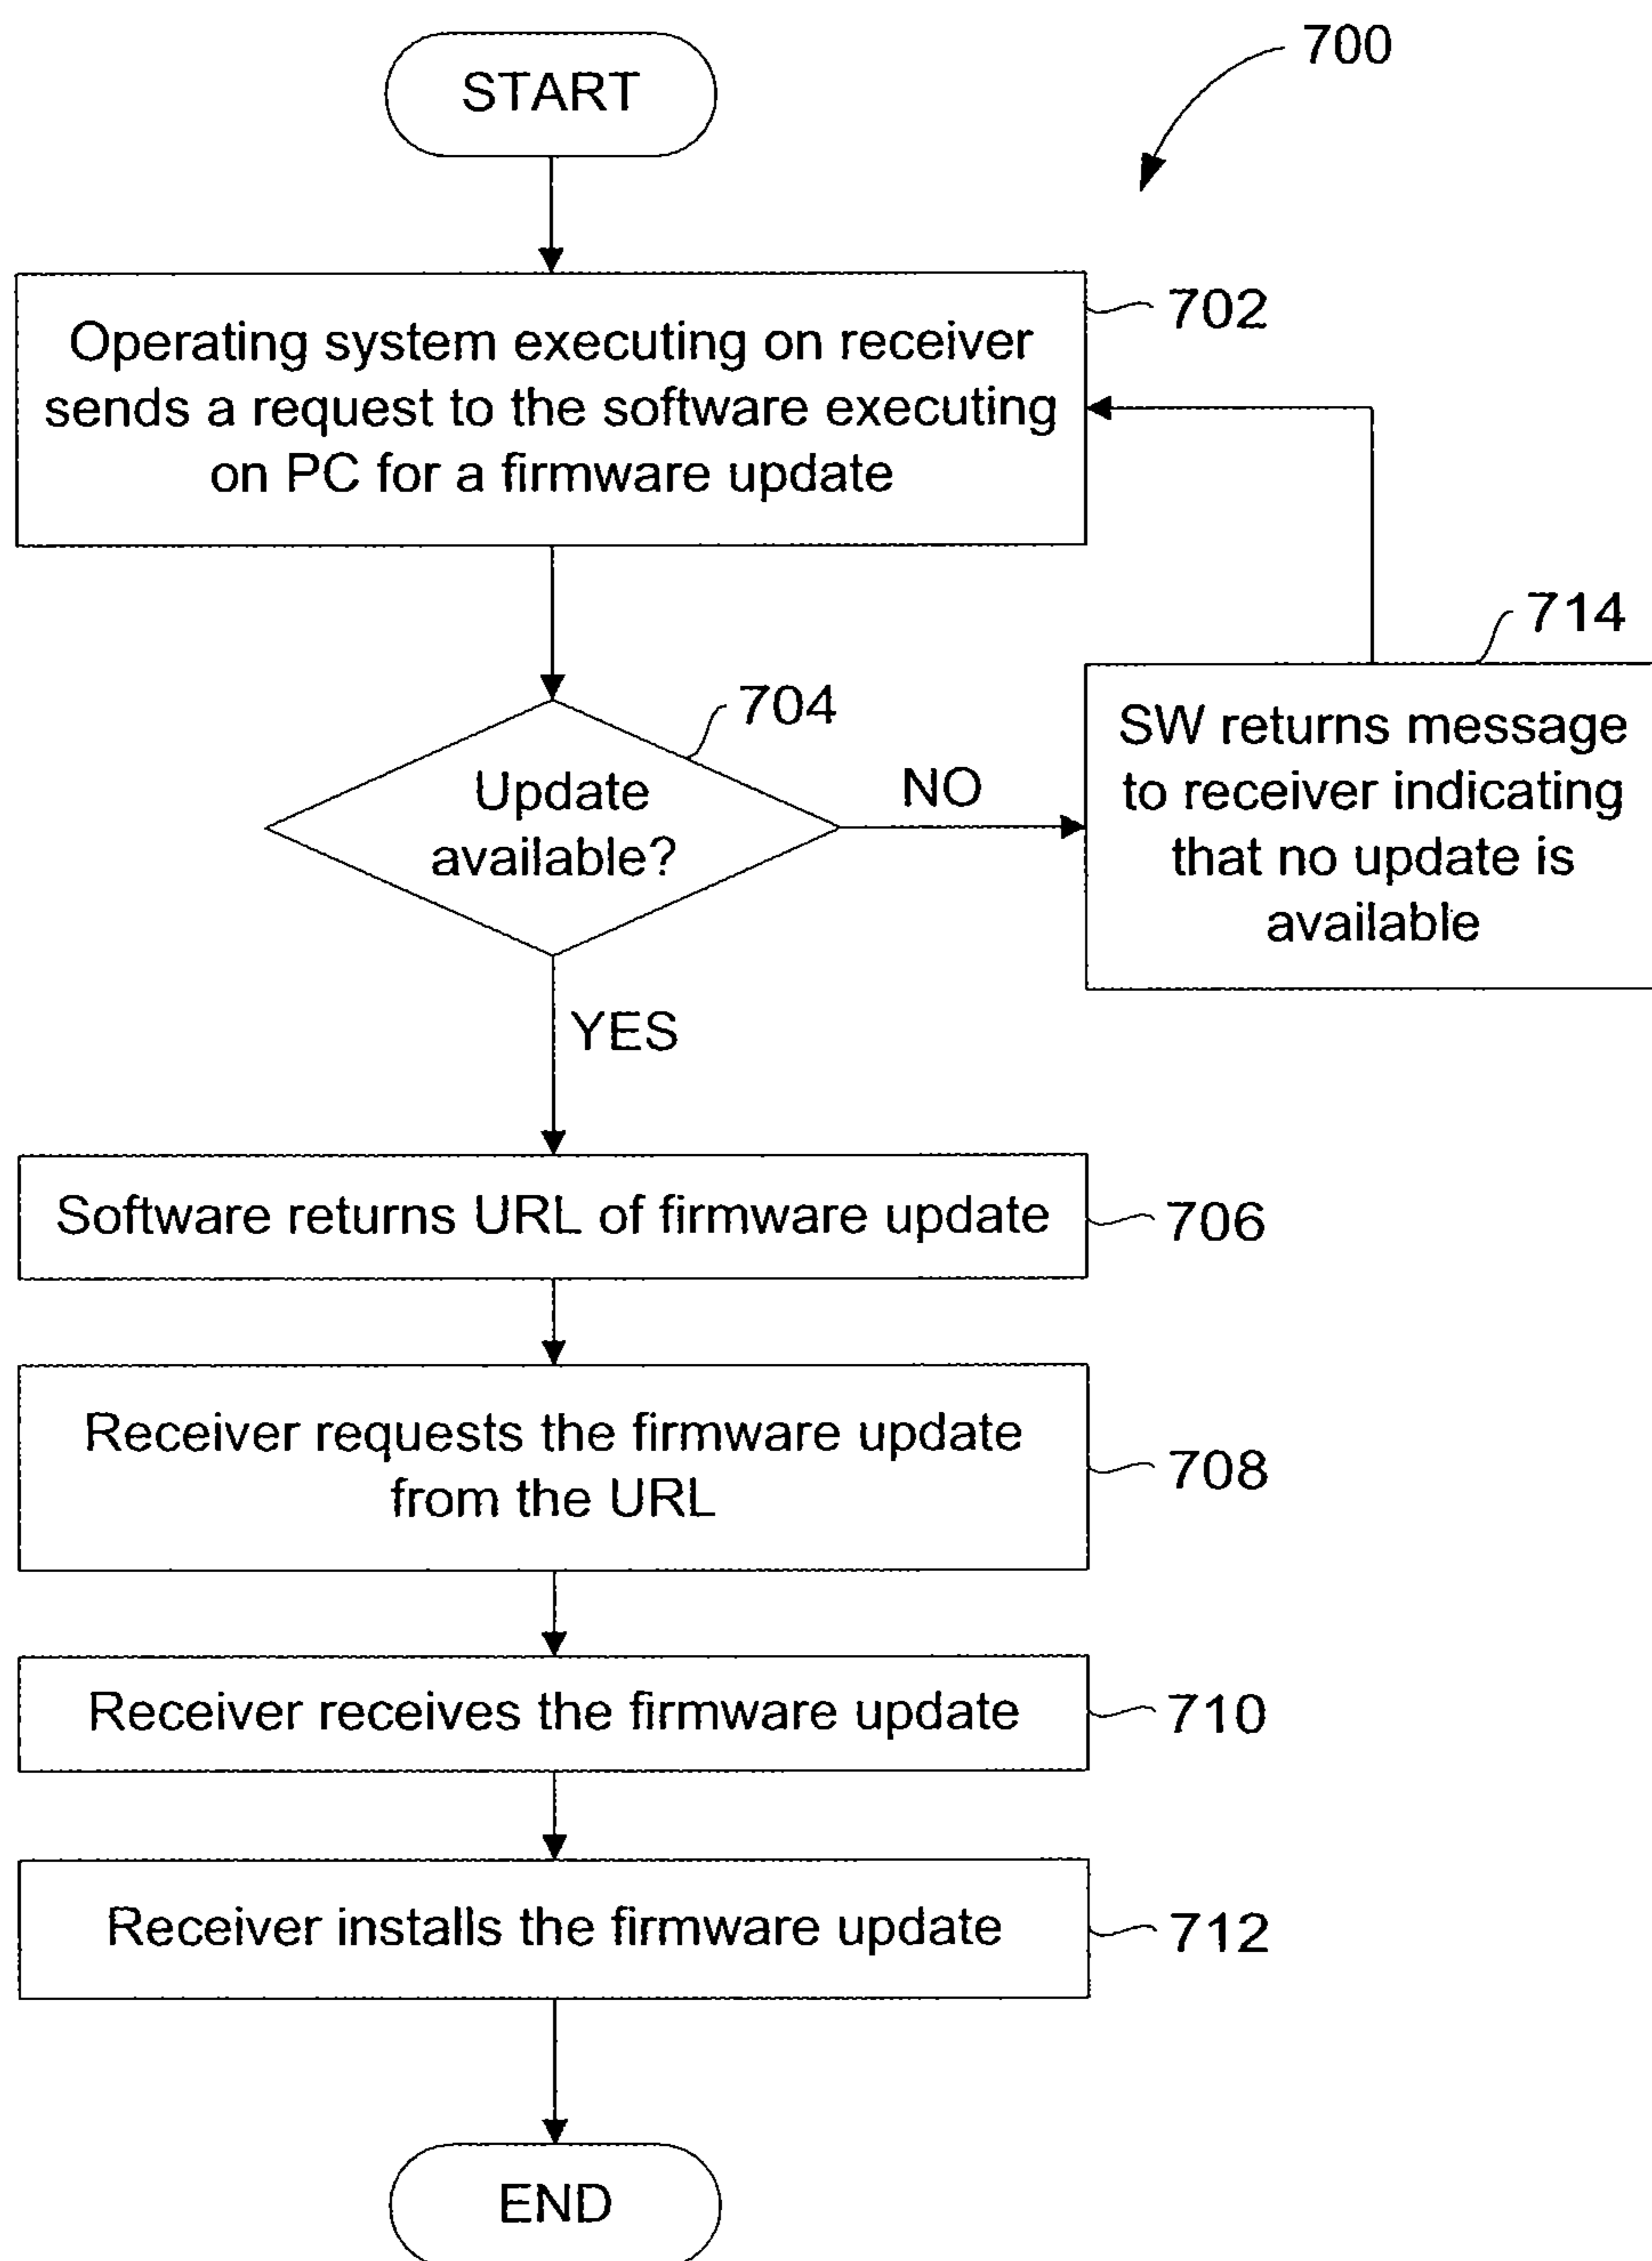 700
START
702
Operating system executing on receiver
sends a request to the software executing
on PC for a firmware update
704
Update
available?
NO
714
SW returns message
to receiver indicating
that no update is
available
YES
Software returns URL of firmware update
706
Receiver requests the firmware update
from the URL
708
Receiver receives the firmware update
710
Receiver installs the firmware update
712
END